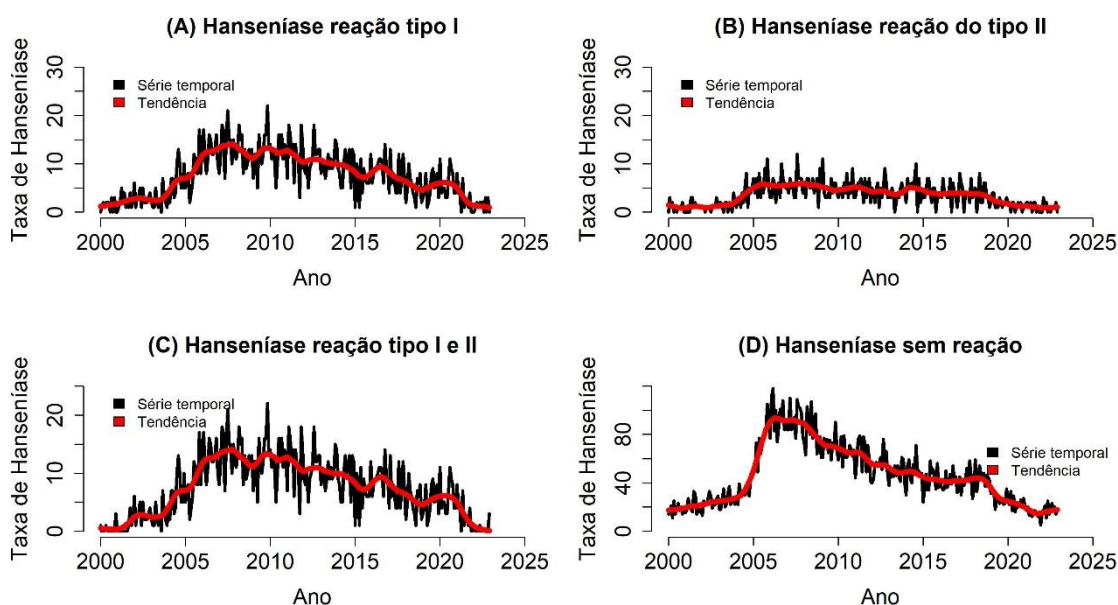 (A) Hanseníase reação tipo I
Taxa de Hanseníase
30
20
10
0
Série temporal
Tendência
2000 2005 2010 2015 2020 2025
Ano
(B) Hanseníase reação do tipo II
Taxa de Hanseníase
30
20
10
0
Série temporal
Tendência
2000 2005 2010 2015 2020 2025
Ano
(C) Hanseníase reação tipo I e II
Taxa de Hanseníase
20
10
0
Série temporal
Tendência
2000 2005 2010 2015 2020 2025
Ano
(D) Hanseníase sem reação
Taxa de Hanseníase
80
40
0
Série temporal
Tendência
2000 2005 2010 2015 2020 2025
Ano